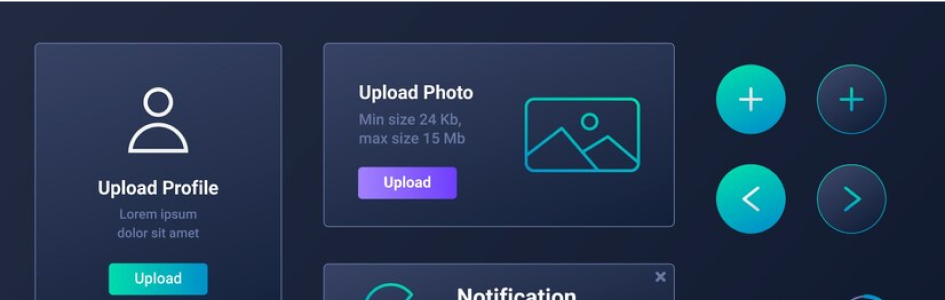 Upload Profile
Lorem ipsum
dolor sit amet
Upload
Upload Photo
Min size 24 Kb,
max size 15 Mb
Upload
Notification